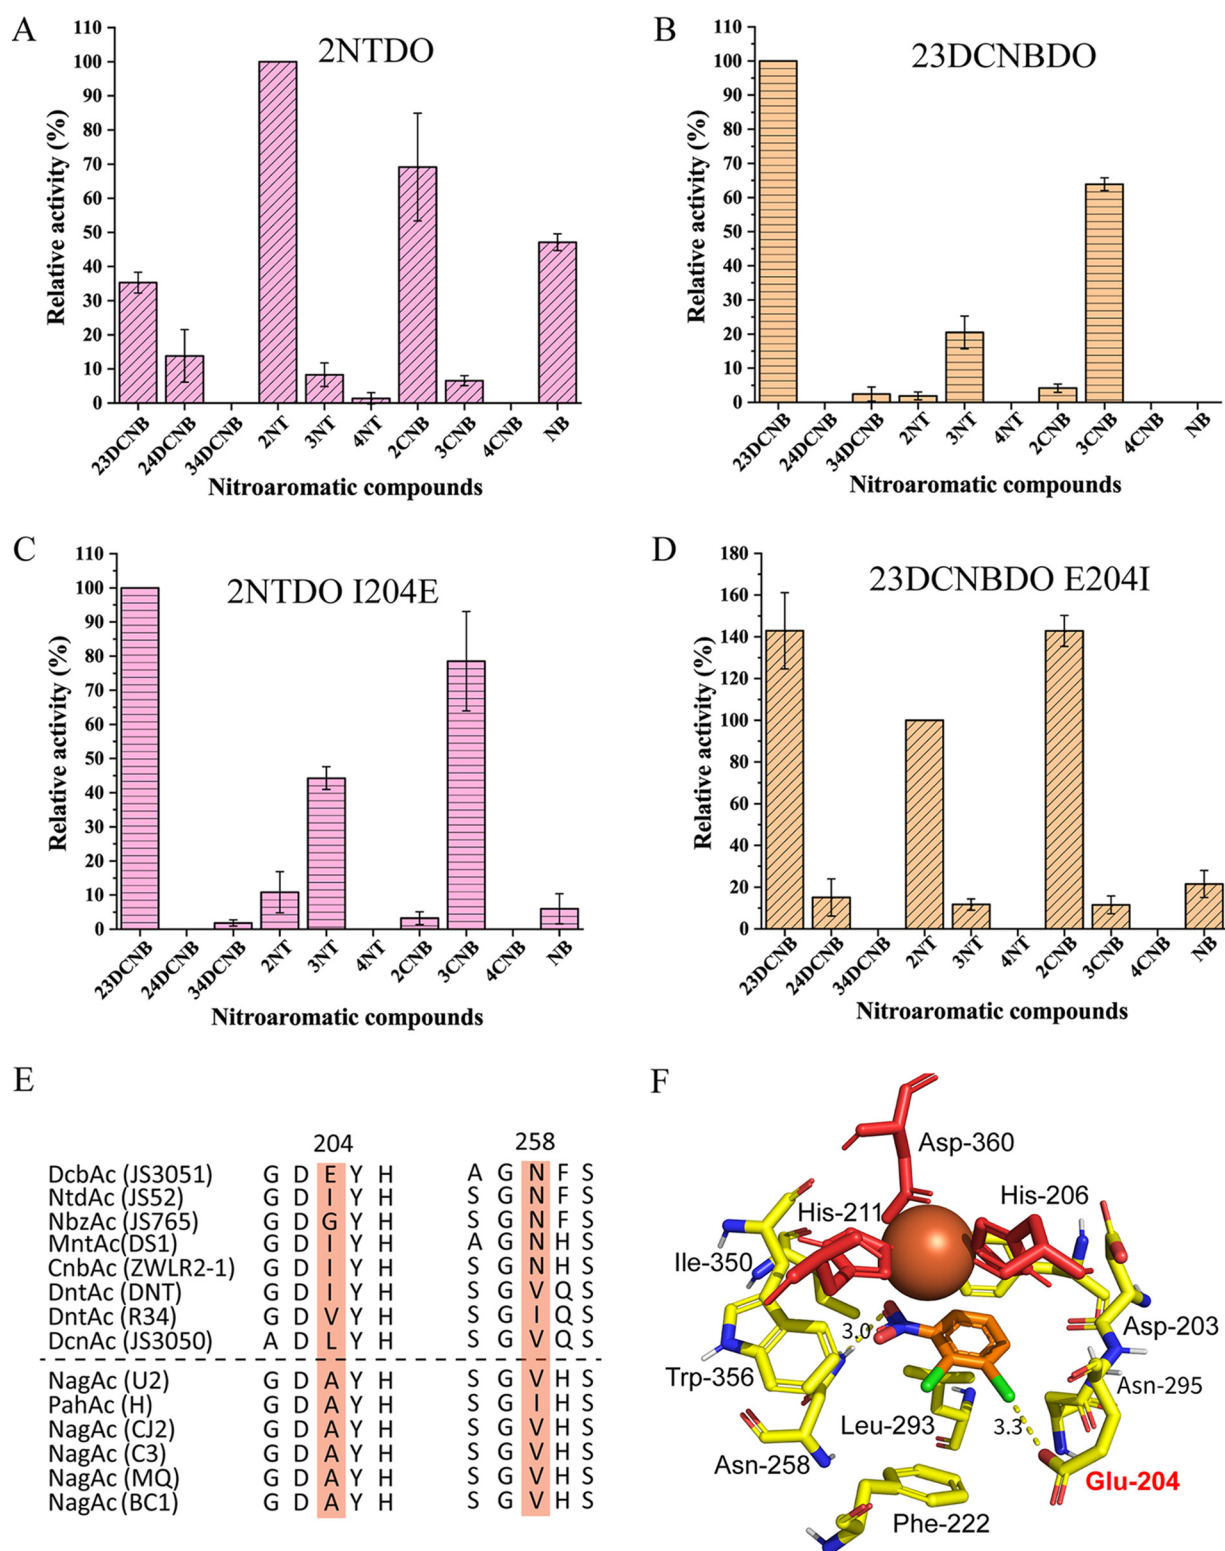 A
2NTDO
Relative activity (%)
110
100
90
80
70
60
50
40
30
20
10
0
23DCNB 24DCNB 34DCNB 2NT 3NT 4NT 2CNB 3CNB 4CNB NB
Nitroaromatic compounds
B
23DCNBDO
Relative activity (%)
110
100
90
80
70
60
50
40
30
20
10
0
23DCNB 24DCNB 34DCNB 2NT 3NT 4NT 2CNB 3CNB 4CNB NB
Nitroaromatic compounds
C
2NTDO I204E
Relative activity (%)
110
100
90
80
70
60
50
40
30
20
10
0
23DCNB 24DCNB 34DCNB 2NT 3NT 4NT 2CNB 3CNB 4CNB NB
Nitroaromatic compounds
D
23DCNBDO E204I
Relative activity (%)
180
160
140
120
100
80
60
40
20
0
23DCNB 24DCNB 34DCNB 2NT 3NT 4NT 2CNB 3CNB 4CNB NB
Nitroaromatic compounds
E
204 258
DcbAc (JS3051) G D E Y H A G N F S
NtdAc (JS52) G D I Y H S G N F S
NbzAc (JS765) G D G Y H S G N F S
MntAc(DS1) G D I Y H A G N H S
CnbAc (ZWLR2-1) G D I Y H S G N H S
DntAc (DNT) G D I Y H S G V Q S
DntAc (R34) G D V Y H S G I Q S
DcnAc (JS3050) A D L Y H S G V Q S
NagAc (U2) G D A Y H S G V H S
PahAc (H) G D A Y H S G I H S
NagAc (CJ2) G D A Y H S G V H S
NagAc (C3) G D A Y H S G V H S
NagAc (MQ) G D A Y H S G V H S
NagAc (BC1) G D A Y H S G V H S
F
Asp-360
His-211
His-206
Ile-350
3.0
Asp-203
Trp-356
Asn-295
Leu-293
3.3
Asn-258
Glu-204
Phe-222